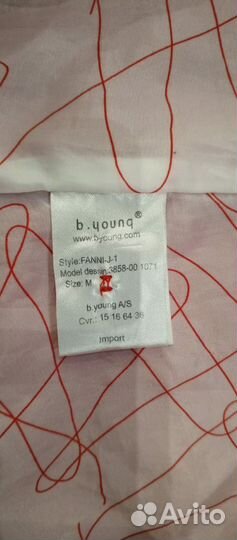 b.young®
www.byoung.com
Style:FANNI-J-1
Model dessin:3858-00 1071
Size: M
b.young A/S
Cvr.: 15 16 64 36
import
Avito